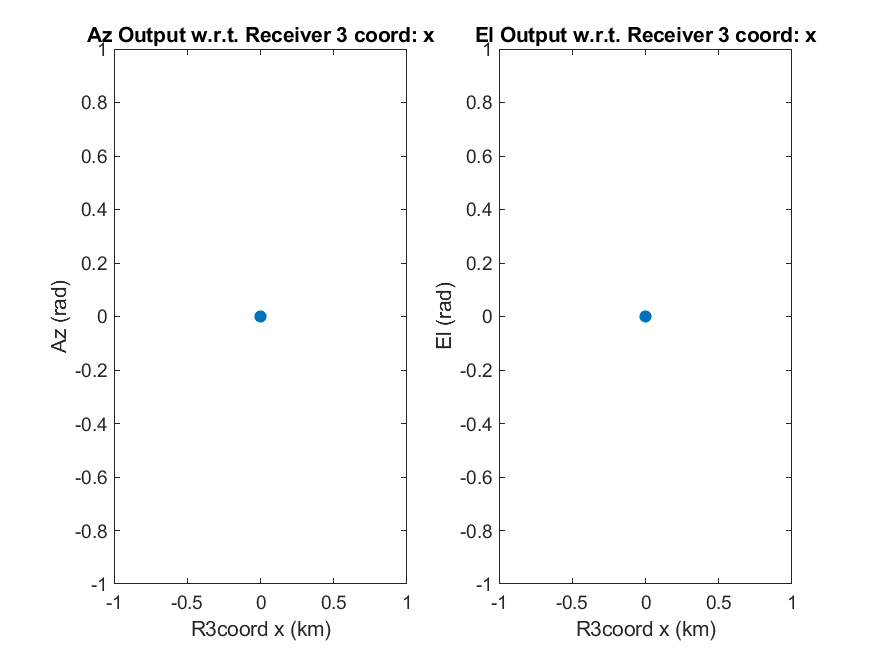 Az Output w.r.t. Receiver 3 coord: x
1
0.8
0.6
0.4
0.2
0
-0.2
-0.4
-0.6
-0.8
-1
Az (rad)
-1 -0.5 0 0.5 1
R3coord x (km)
El Output w.r.t. Receiver 3 coord: x
1
0.8
0.6
0.4
0.2
0
-0.2
-0.4
-0.6
-0.8
-1
El (rad)
-1 -0.5 0 0.5 1
R3coord x (km)